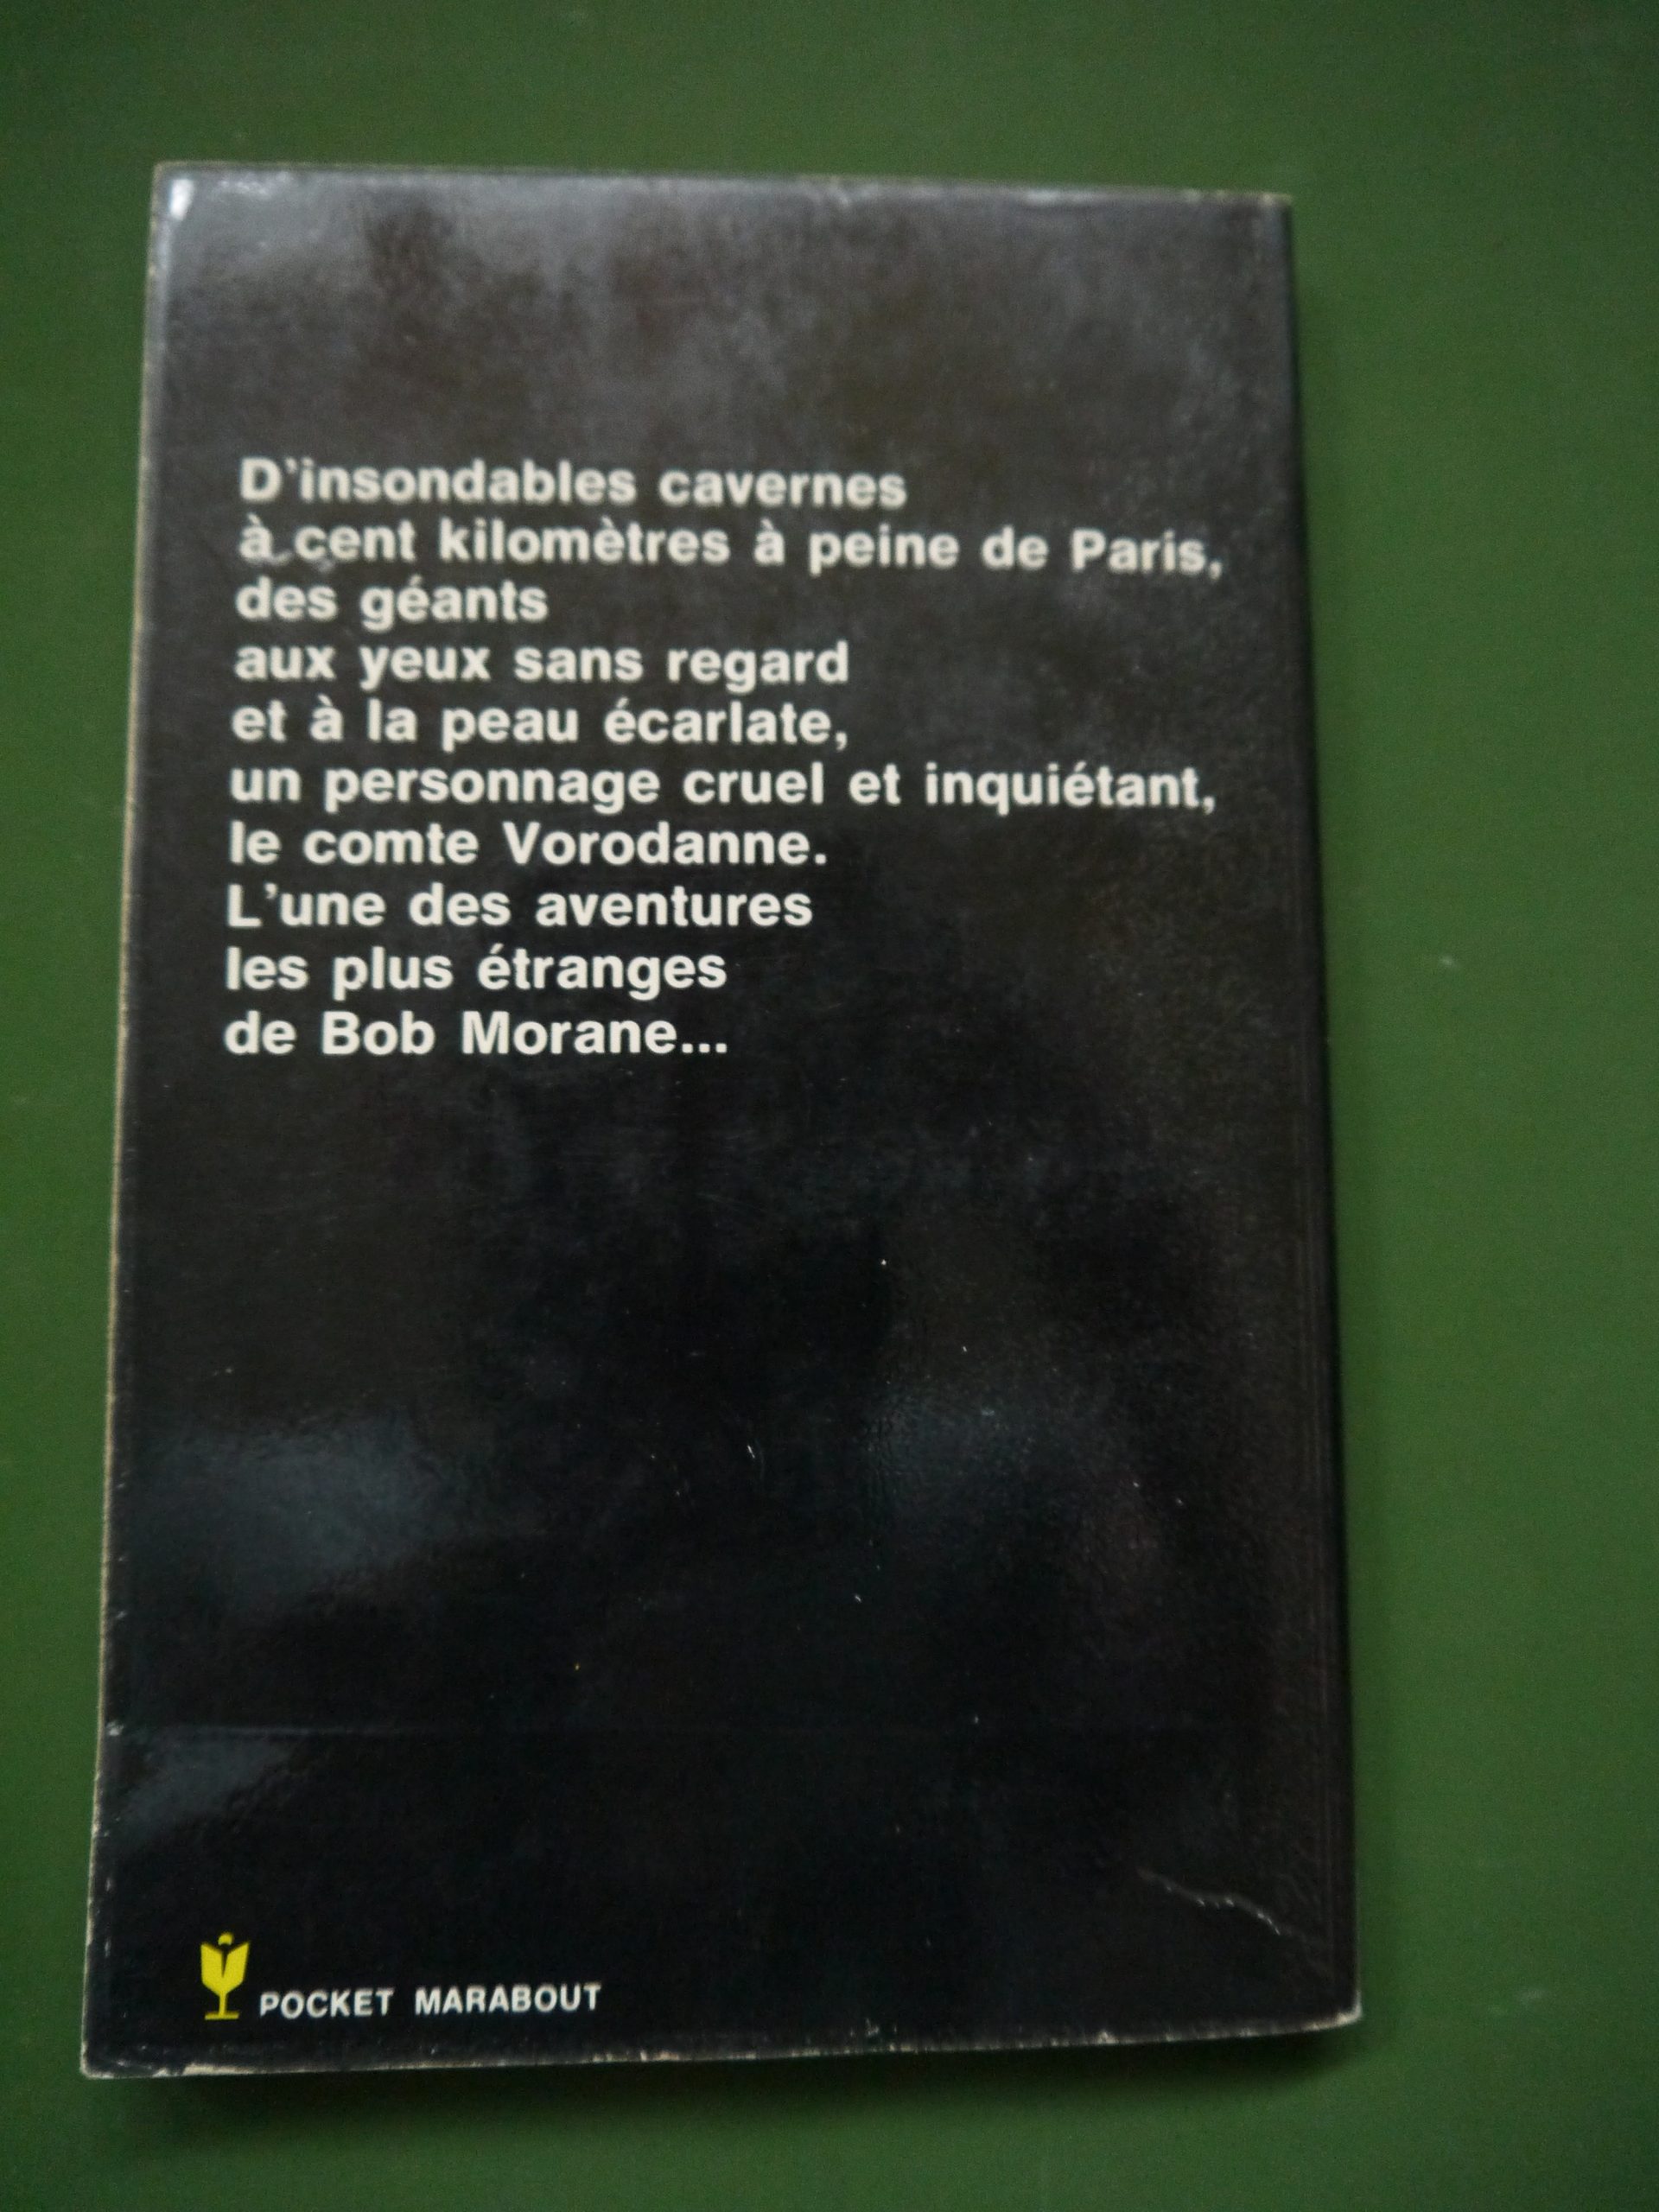 D'insondables cavernes
à cent kilomètres à peine de Paris,
des géants
aux yeux sans regard
et à la peau écarlate,
un personnage cruel et inquiétant,
le comte Vorodanne.
L'une des aventures
les plus étranges
de Bob Morane...
POCKET MARABOUT